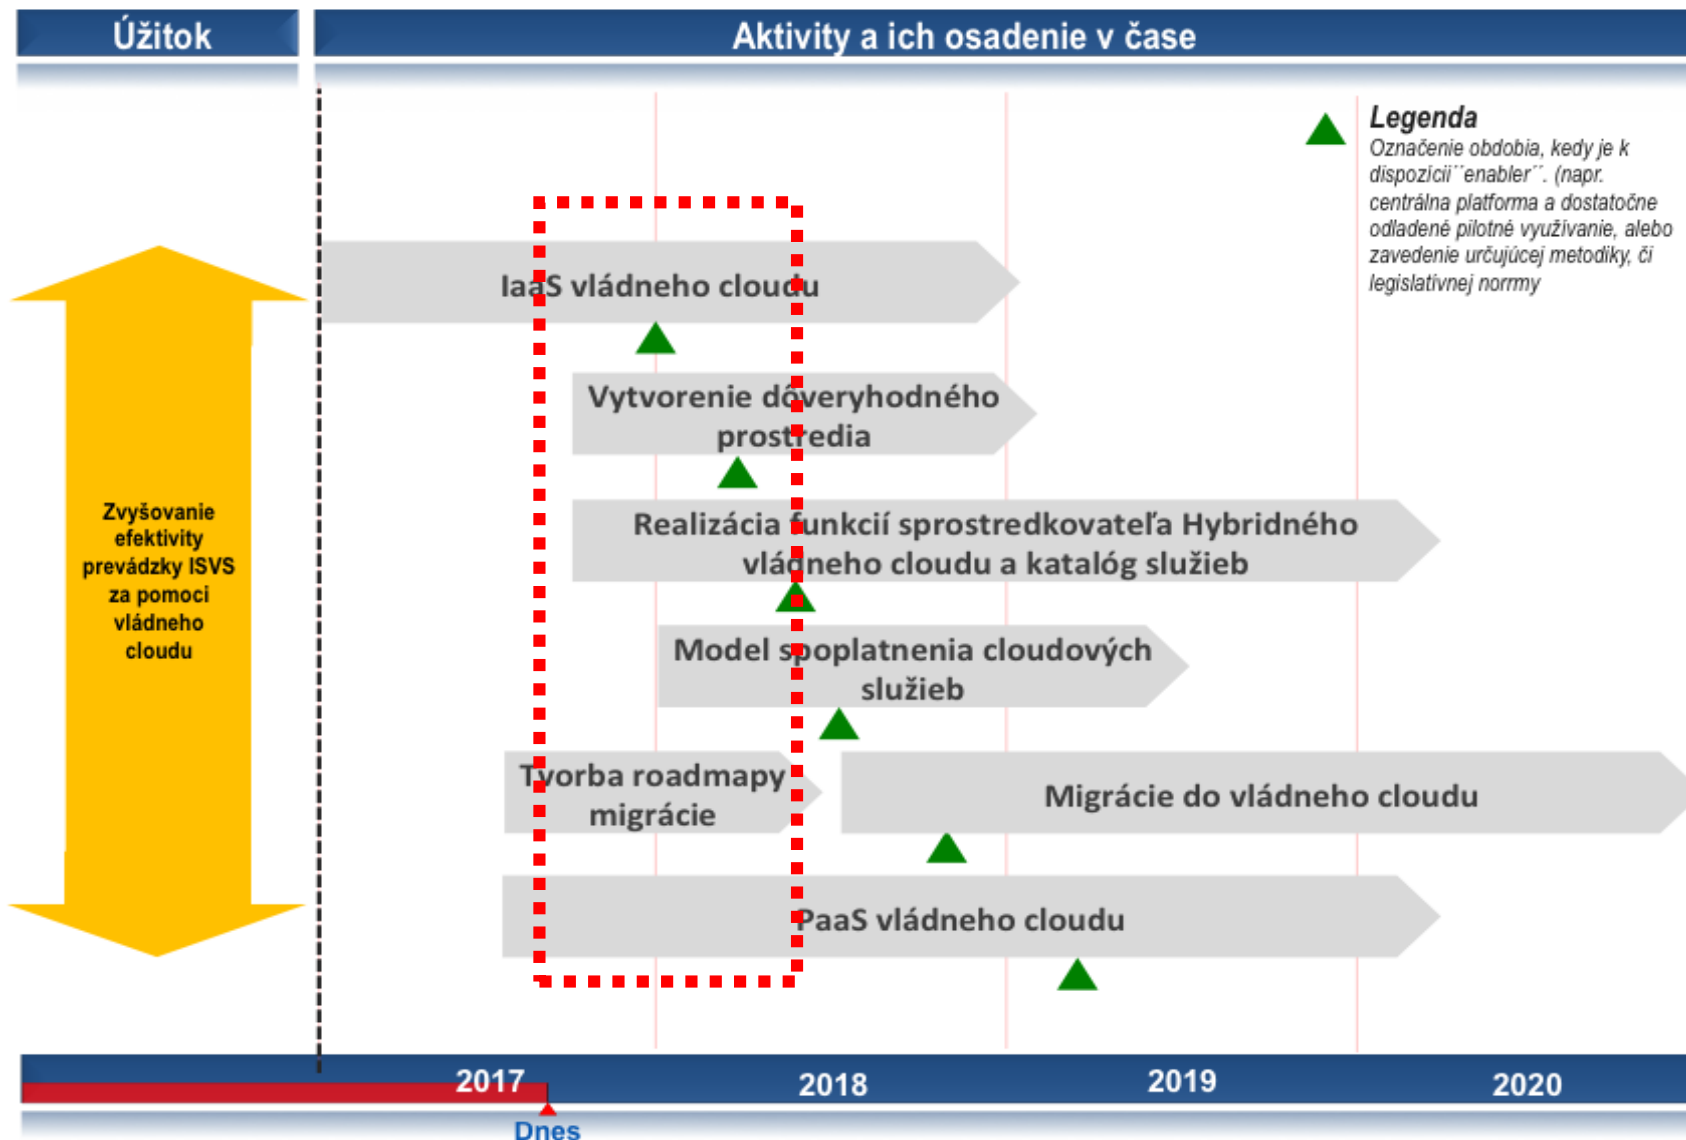 Úžitok
Aktivity a ich osadenie v čase
Legenda
Označenie obdobia, kedy je k
dispozícii´´enabler´´. (napr.
centrálna platforma a dostatočne
odladené pilotné využívanie, alebo
zavedenie určujúcej metodiky, či
legislatívnej norrmy
IaaS vládneho cloudu
Vytvorenie dôveryhodného
prostredia
Realizácia funkcií sprostredkovateľa Hybridného
vládneho cloudu a katalóg služieb
Zvyšovanie
efektivity
prevádzky ISVS
za pomoci
vládneho
cloudu
Model spoplatnenia cloudových
služieb
Tvorba roadmapy
migrácie
Migrácie do vládneho cloudu
PaaS vládneho cloudu
2017
2018
2019
2020
Dnes